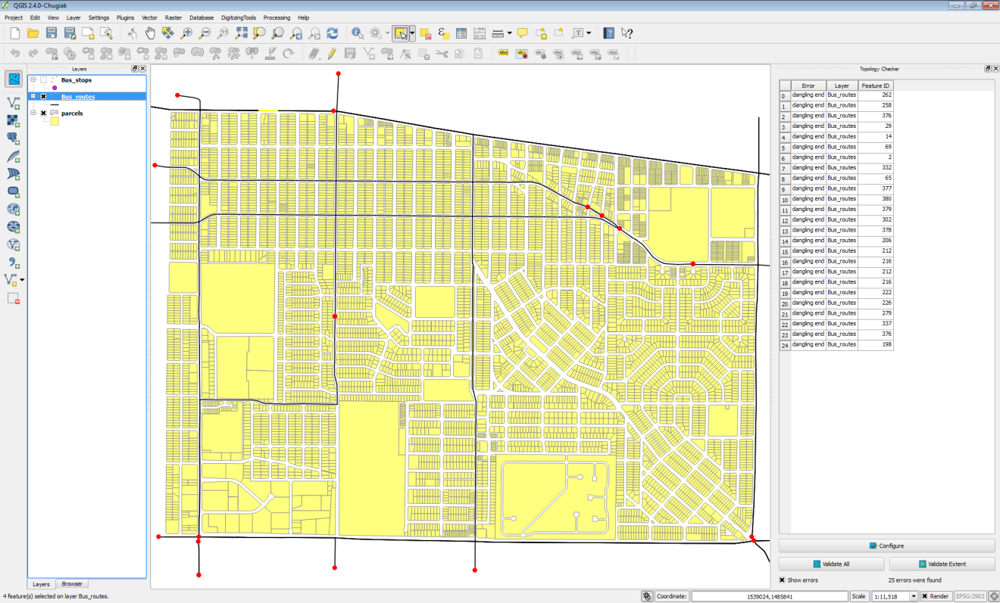 QGIS 2.4.0-Chugiak
Project Edit View Layer Settings Plugins Vector Raster Database DigitizingTools Processing Help
Layers
Bus_stops
Bus_routes
parcels
Topology Checker
Error Layer Feature ID
0 dangling end Bus_routes 262
1 dangling end Bus_routes 258
2 dangling end Bus_routes 376
3 dangling end Bus_routes 29
4 dangling end Bus_routes 14
5 dangling end Bus_routes 69
6 dangling end Bus_routes 2
7 dangling end Bus_routes 332
8 dangling end Bus_routes 65
9 dangling end Bus_routes 377
10 dangling end Bus_routes 380
11 dangling end Bus_routes 379
12 dangling end Bus_routes 302
13 dangling end Bus_routes 378
14 dangling end Bus_routes 206
15 dangling end Bus_routes 212
16 dangling end Bus_routes 216
17 dangling end Bus_routes 212
18 dangling end Bus_routes 216
19 dangling end Bus_routes 222
20 dangling end Bus_routes 226
21 dangling end Bus_routes 279
22 dangling end Bus_routes 337
23 dangling end Bus_routes 376
24 dangling end Bus_routes 198
Configure
Validate All Validate Extent
Show errors 25 errors were found
Layers Browser
4 feature(s) selected on layer Bus_routes.
Coordinate: 1539024,1485841 Scale 1:11,518 Render EPSG:2903